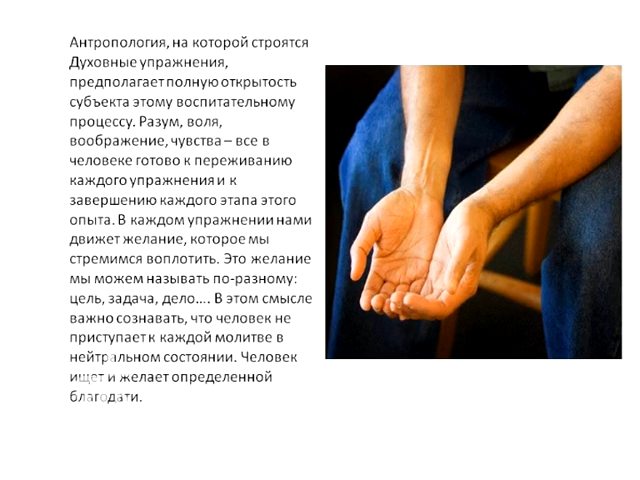 Антропология, на которой строятся
Духовные упражнения,
предполагает полную открытость
субъекта этому воспитательному
процессу. Разум, воля,
воображение, чувства – все в
человеке готово к переживанию
каждого упражнения и к
завершению каждого этапа этого
опыта. В каждом упражнении нами
движет желание, которое мы
стремимся воплотить. Это желание
мы можем называть по-разному:
цель, задача, дело…. В этом смысле
важно сознавать, что человек не
приступает к каждой молитве в
нейтральном состоянии. Человек
ищет и желает определенной
благодати.